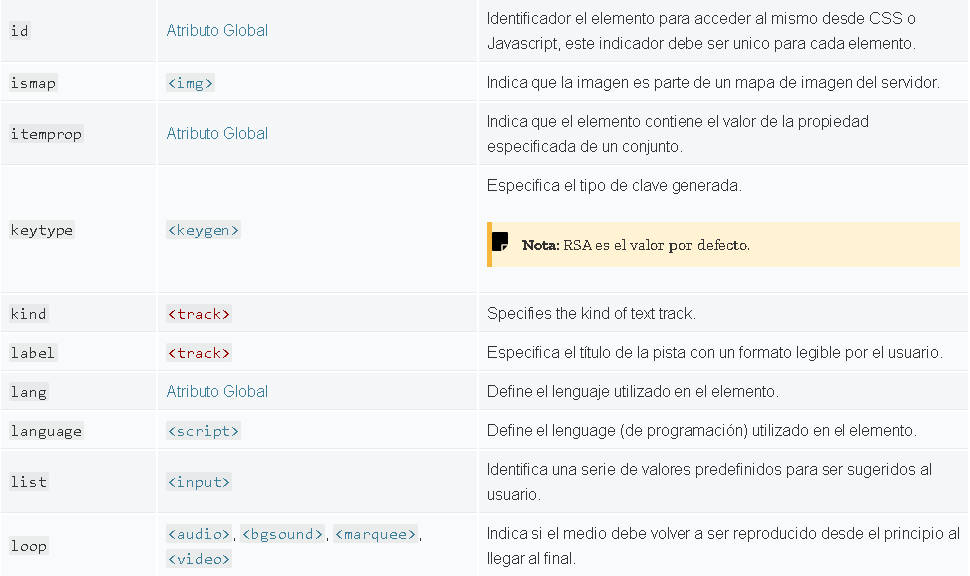 id
Atributo Global
Identificador el elemento para acceder al mismo desde CSS o
Javascript, este indicador debe ser unico para cada elemento.
ismap
<img>
Indica que la imagen es parte de un mapa de imagen del servidor.
itemprop
Atributo Global
Indica que el elemento contiene el valor de la propiedad
especificada de un conjunto.
keytype
<keygen>
Especifica el tipo de clave generada.
Nota: RSA es el valor por defecto.
kind
<track>
Specifies the kind of text track.
label
<track>
Especifica el título de la pista con un formato legible por el usuario.
lang
Atributo Global
Define el lenguaje utilizado en el elemento.
language
<script>
Define el lenguage (de programación) utilizado en el elemento.
list
<input>
Identifica una serie de valores predefinidos para ser sugeridos al
usuario.
loop
<audio>, <bgsound>, <marquee>,
<video>
Indica si el medio debe volver a ser reproducido desde el principio al
llegar al final.